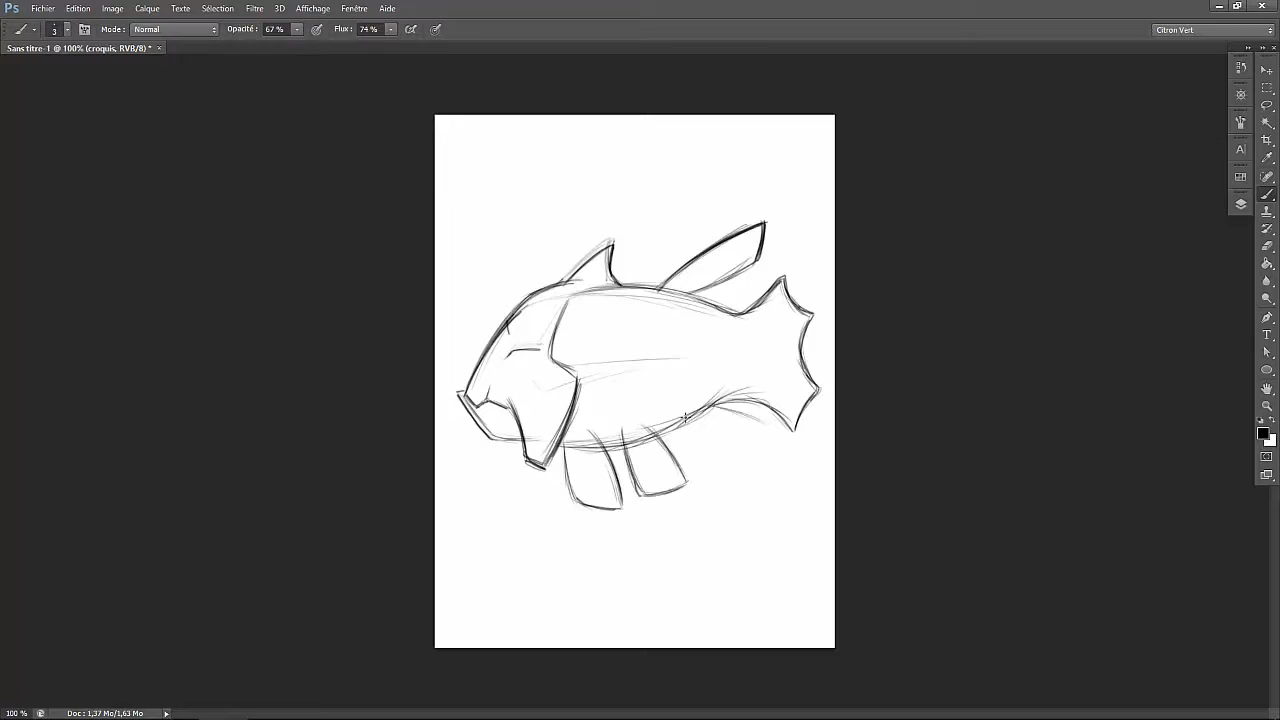 Ps Fichier Edition Image Calque Texte Sélection Filtre 3D Affichage Fenêtre Aide
3 Mode : Normal Opacité : 67 % Flux : 74 % Citron Vert
Sans titre-1 @ 100% (croquis, RVB/8) * ×
100 % Doc : 1,37 Mo/1,63 Mo